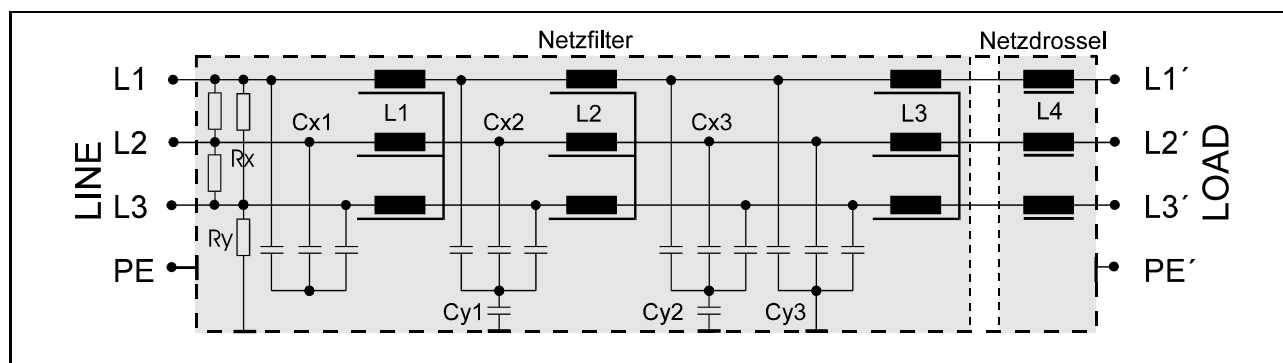 Netzfilter
Netzdrossel
L1
L1´
L1
L2
L3
L4
L2
Cx1
Cx2
Cx3
L2´
Rx
LINE
LOAD
L3
L3´
Ry
PE
PE´
Cy1
Cy2
Cy3